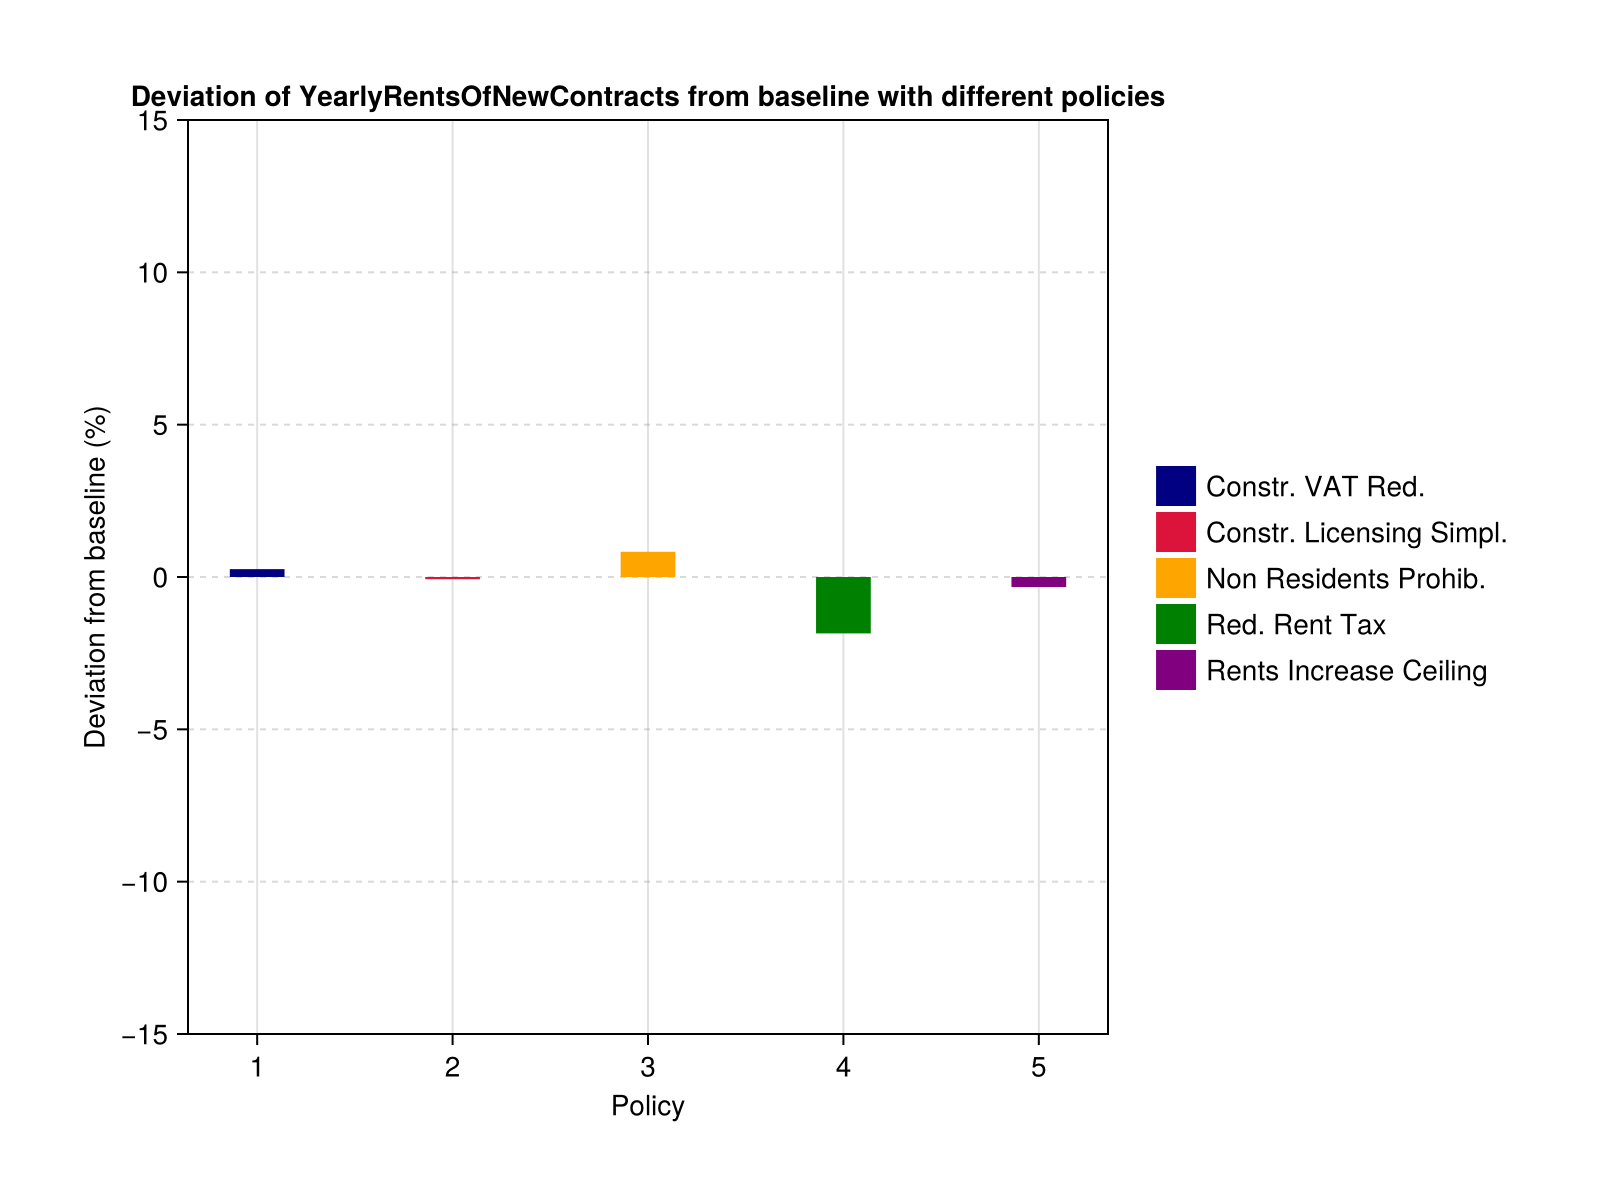 Deviation of YearlyRentsOfNewContracts from baseline with different policies
15
10
5
0
−5
−10
−15
Deviation from baseline (%)
1 2 3 4 5
Policy
Constr. VAT Red.
Constr. Licensing Simpl.
Non Residents Prohib.
Red. Rent Tax
Rents Increase Ceiling